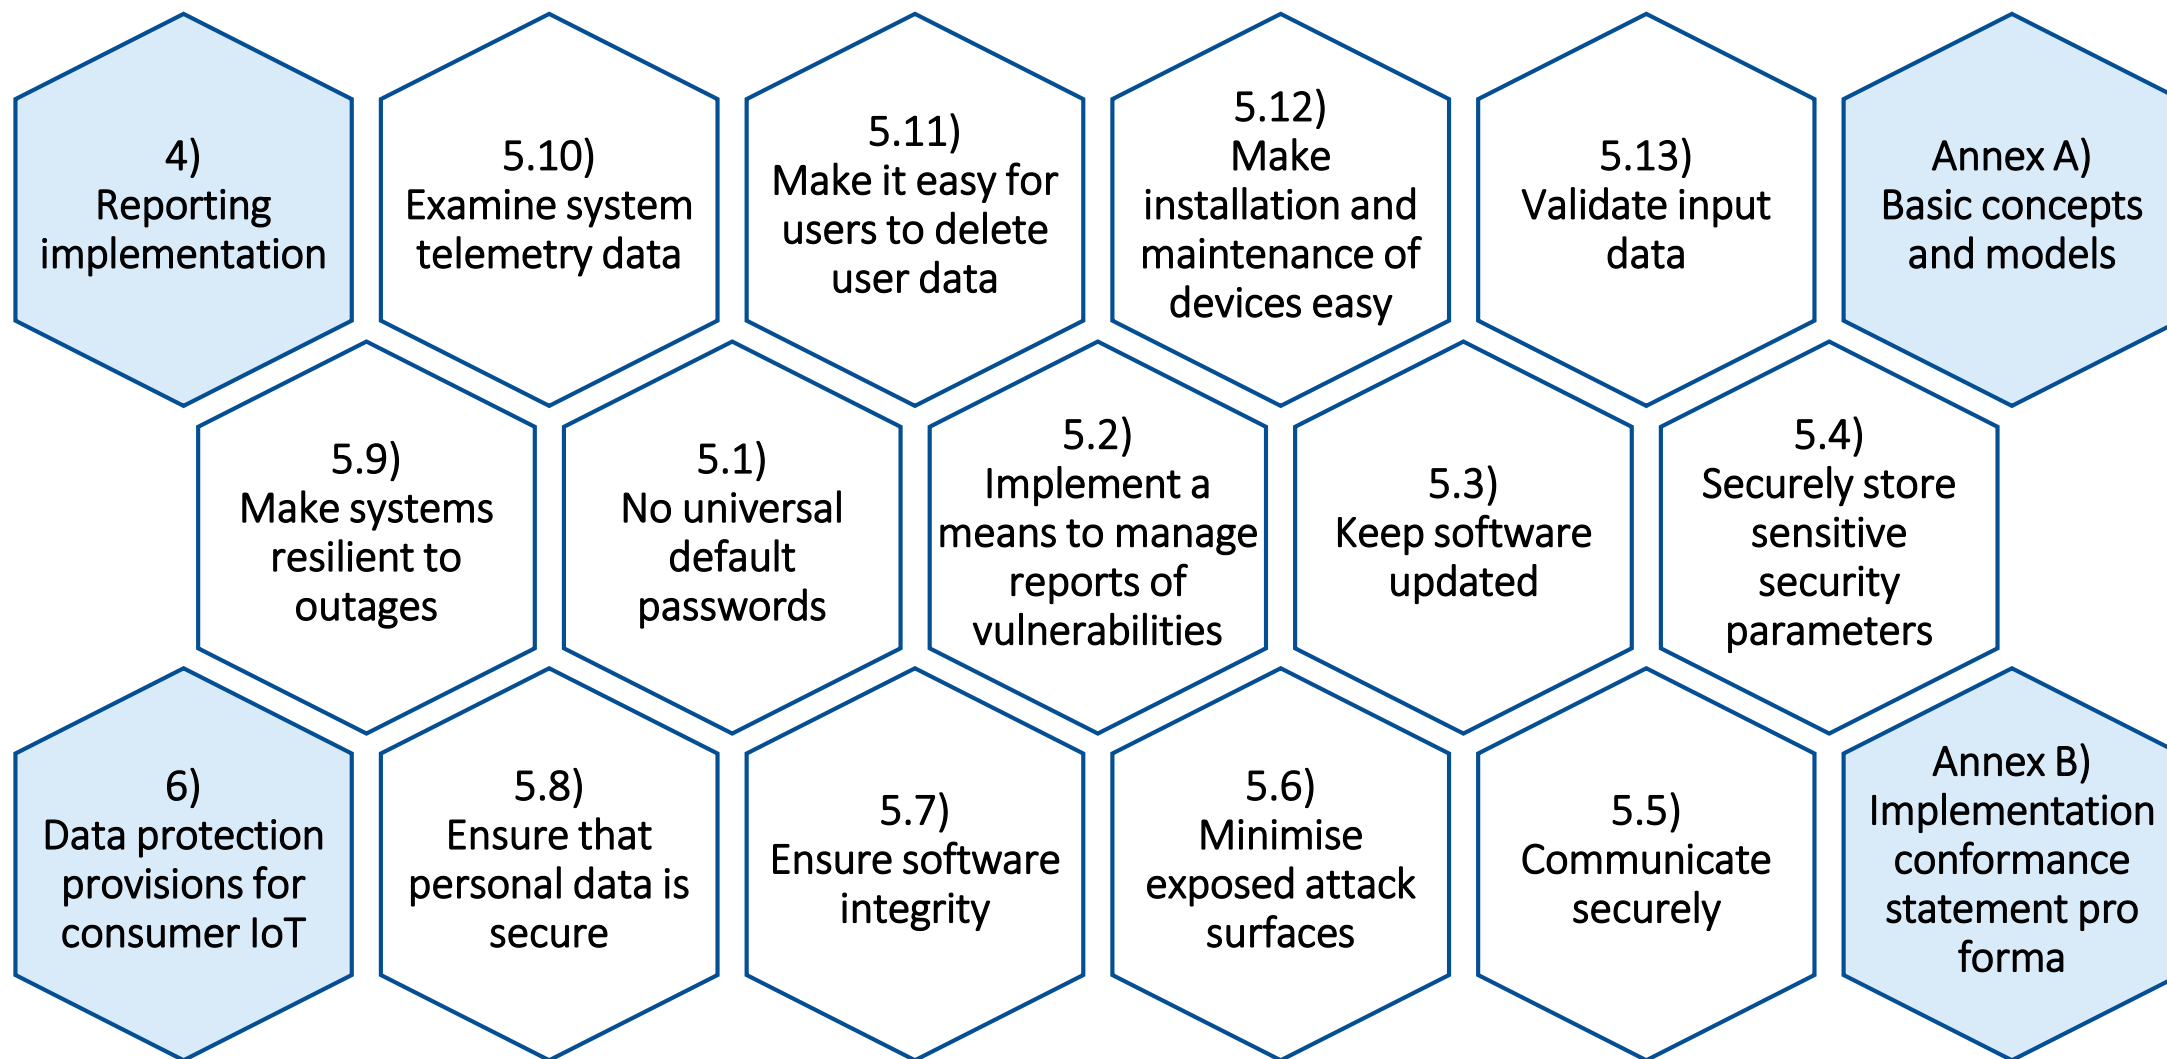 4)
Reporting
implementation
5.10)
Examine system
telemetry data
5.11)
Make it easy for
users to delete
user data
5.12)
Make
installation and
maintenance of
devices easy
5.13)
Validate input
data
Annex A)
Basic concepts
and models
5.9)
Make systems
resilient to
outages
5.1)
No universal
default
passwords
5.2)
Implement a
means to manage
reports of
vulnerabilities
5.3)
Keep software
updated
5.4)
Securely store
sensitive
security
parameters
6)
Data protection
provisions for
consumer IoT
5.8)
Ensure that
personal data is
secure
5.7)
Ensure software
integrity
5.6)
Minimise
exposed attack
surfaces
5.5)
Communicate
securely
Annex B)
Implementation
conformance
statement pro
forma